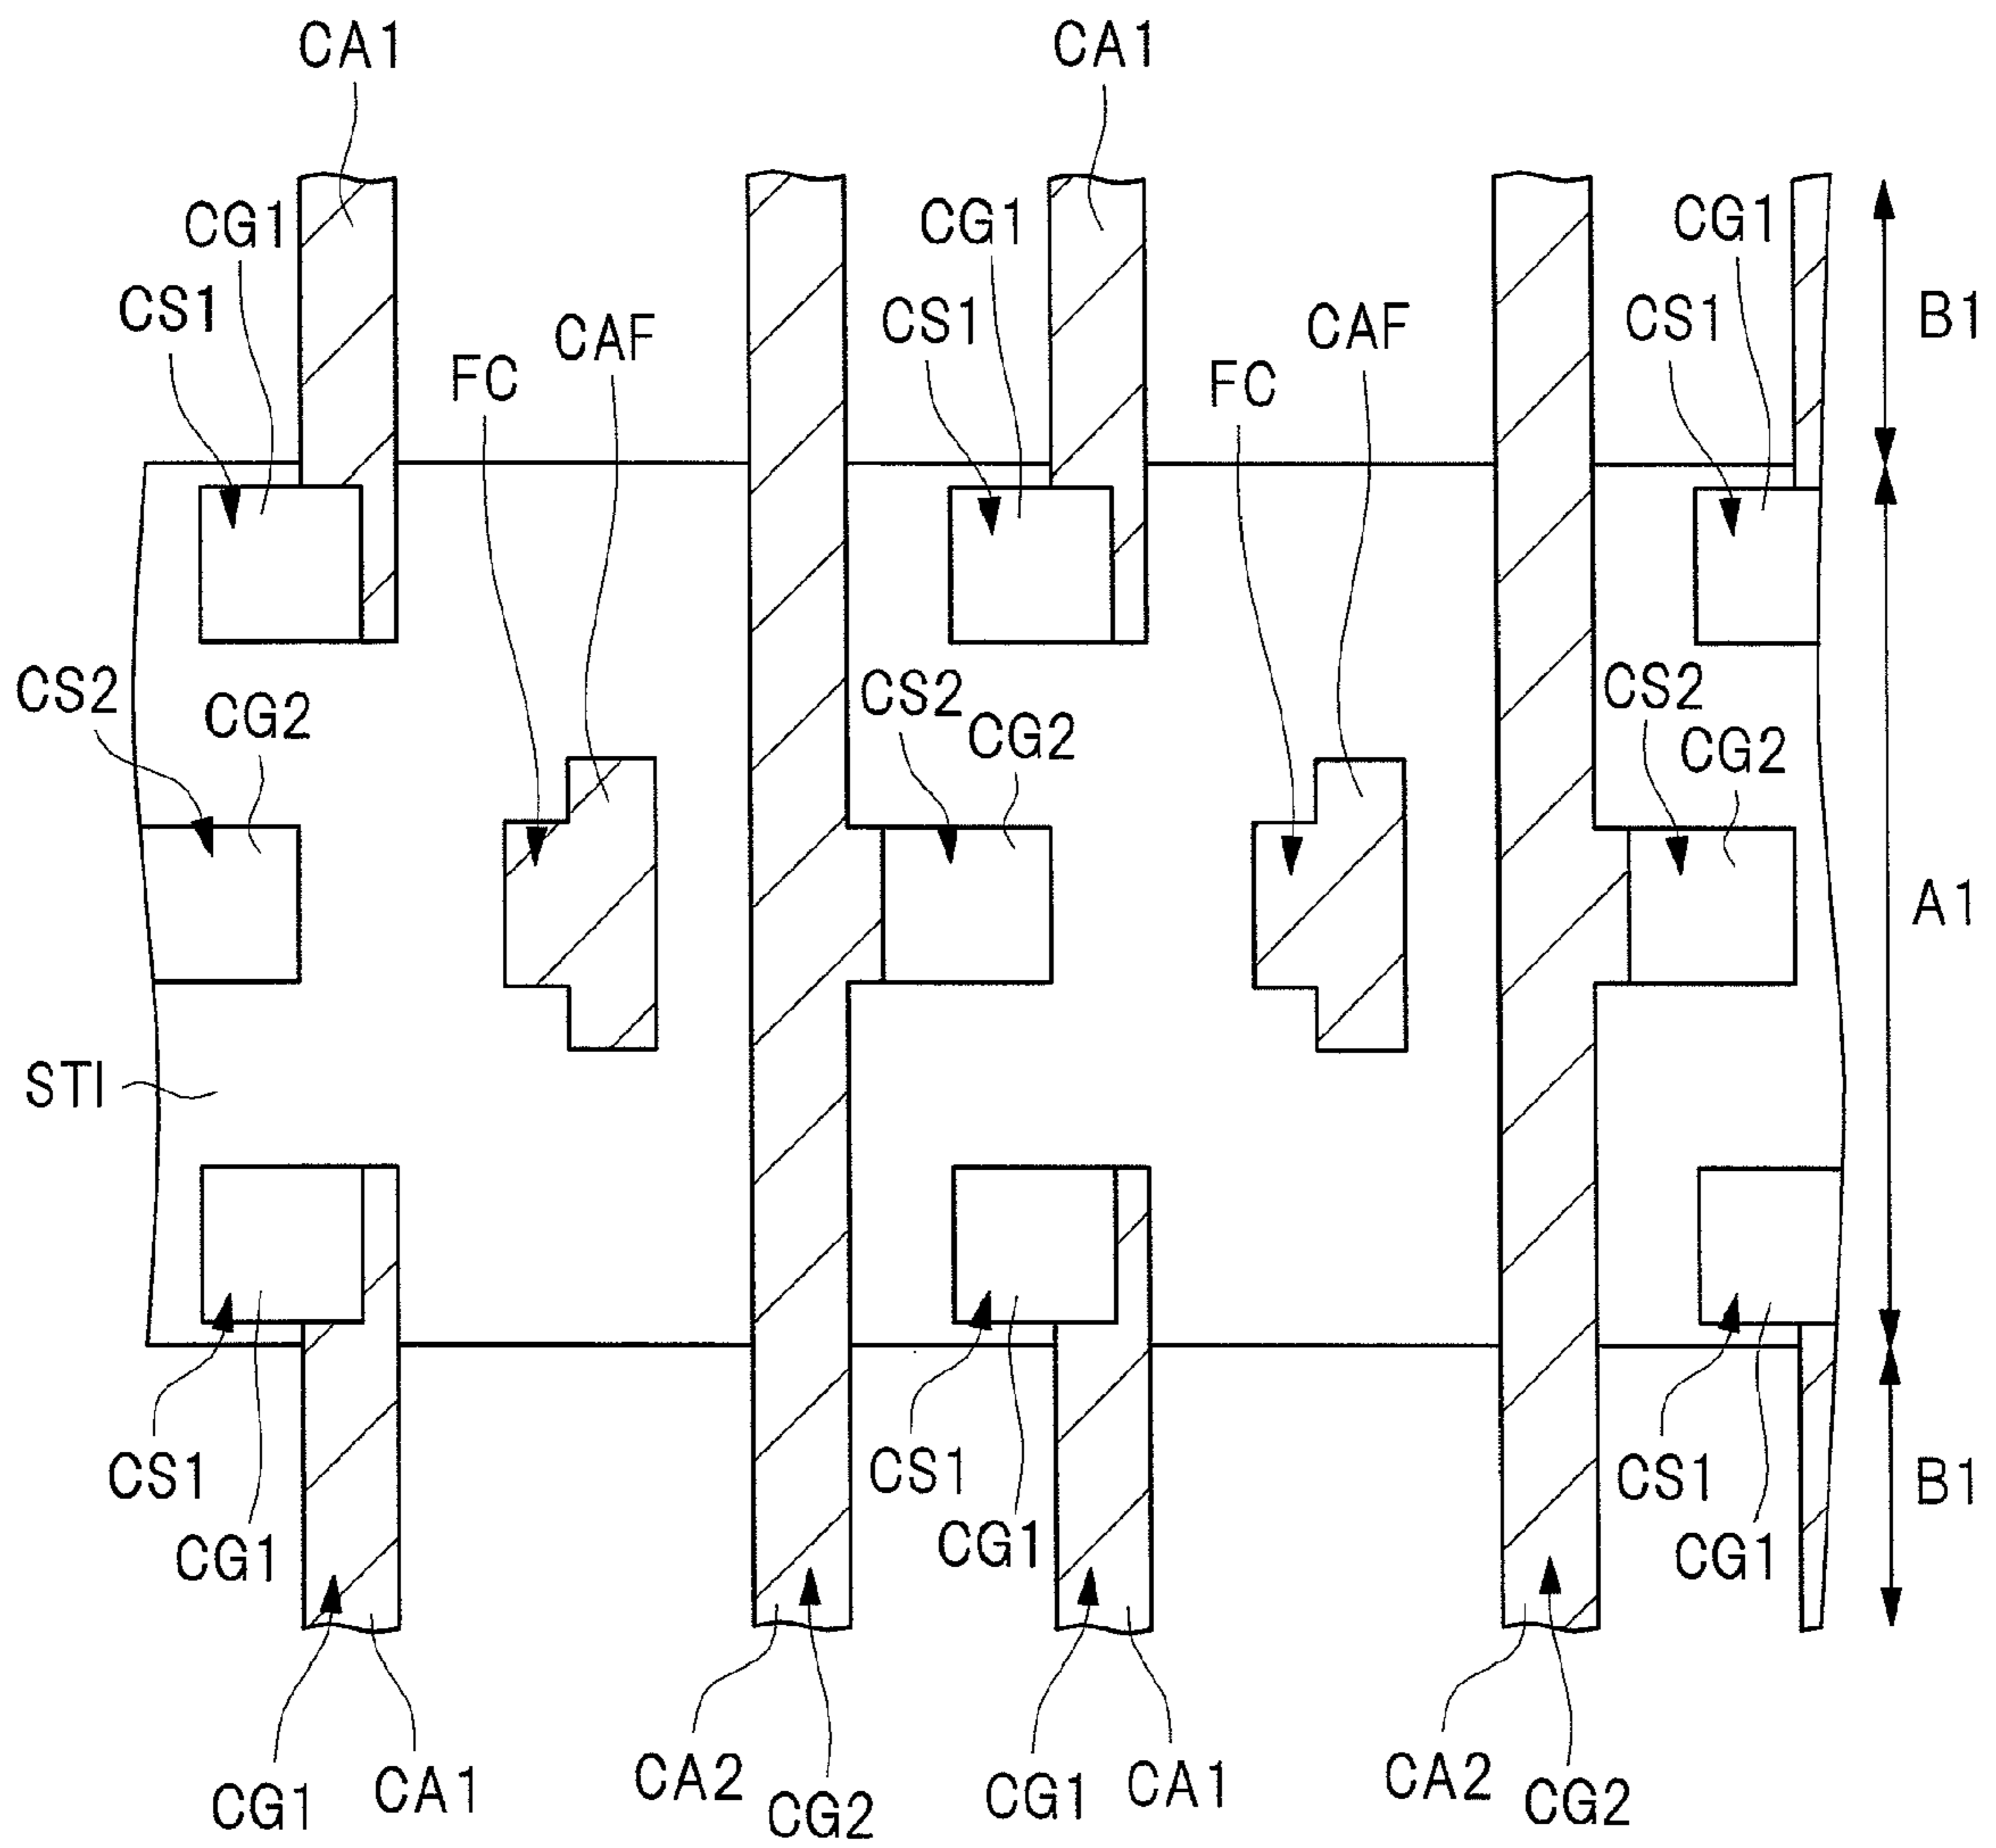 CA1 CA1
CG1 CG1 CG1
CS1 CS1 CS1 B1
FC CAF FC CAF
CS2 CG2 CS2 CG2 CS2 CG2
A1
STI
CS1 CS1 CS1 B1
CG1 CG1 CG1
CG1 CA1 CA2 CG2 CG1 CA1 CA2 CG2